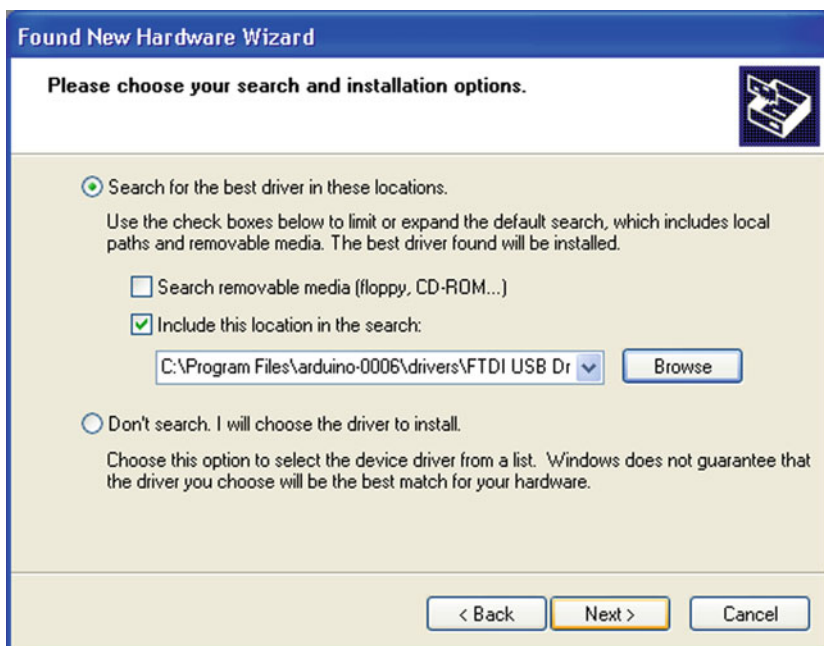 Found New Hardware Wizard
Please choose your search and installation options.
Search for the best driver in these locations.
Use the check boxes below to limit or expand the default search, which includes local
paths and removable media. The best driver found will be installed.
Search removable media (floppy, CD-ROM...)
Include this location in the search:
C:\Program Files\arduino-0006\drivers\FTDI USB Dr
Browse
Don't search. I will choose the driver to install.
Choose this option to select the device driver from a list. Windows does not guarantee that
the driver you choose will be the best match for your hardware.
< Back
Next >
Cancel